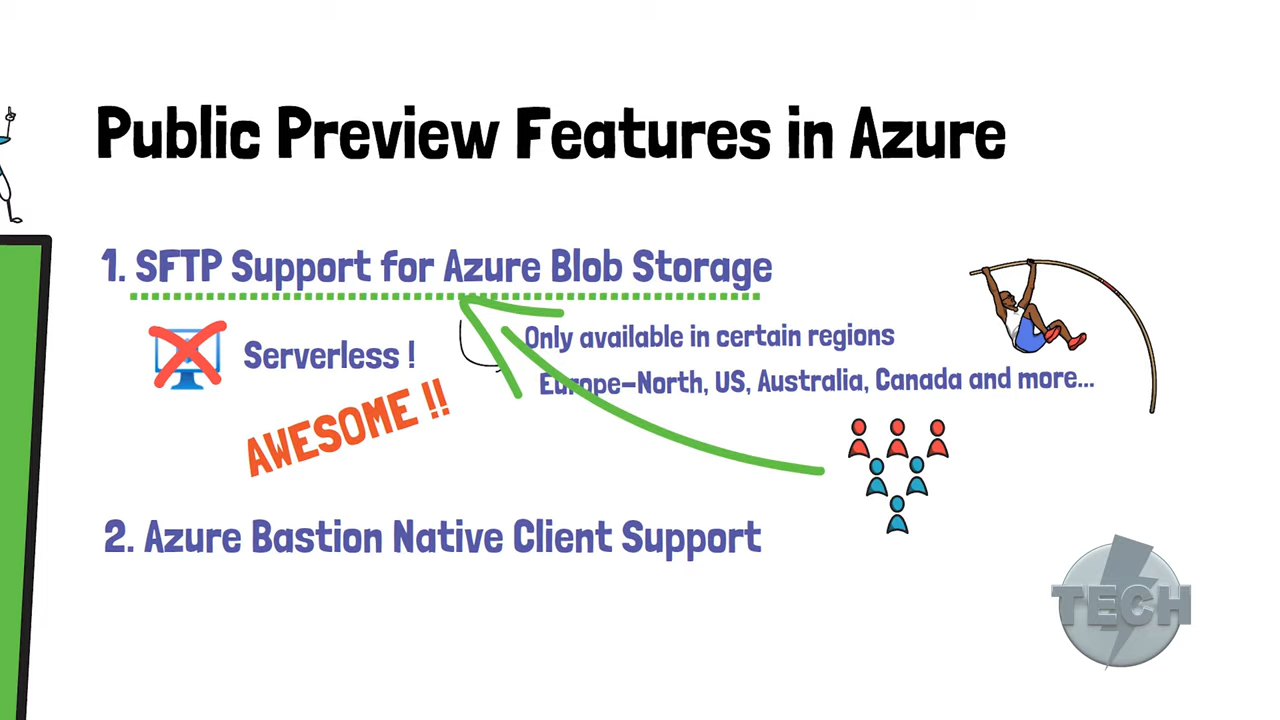 Public Preview Features in Azure
1. SFTP Support for Azure Blob Storage
Serverless !
Only available in certain regions
Europe-North, US, Australia, Canada and more...
AWESOME !!
2. Azure Bastion Native Client Support
TECH